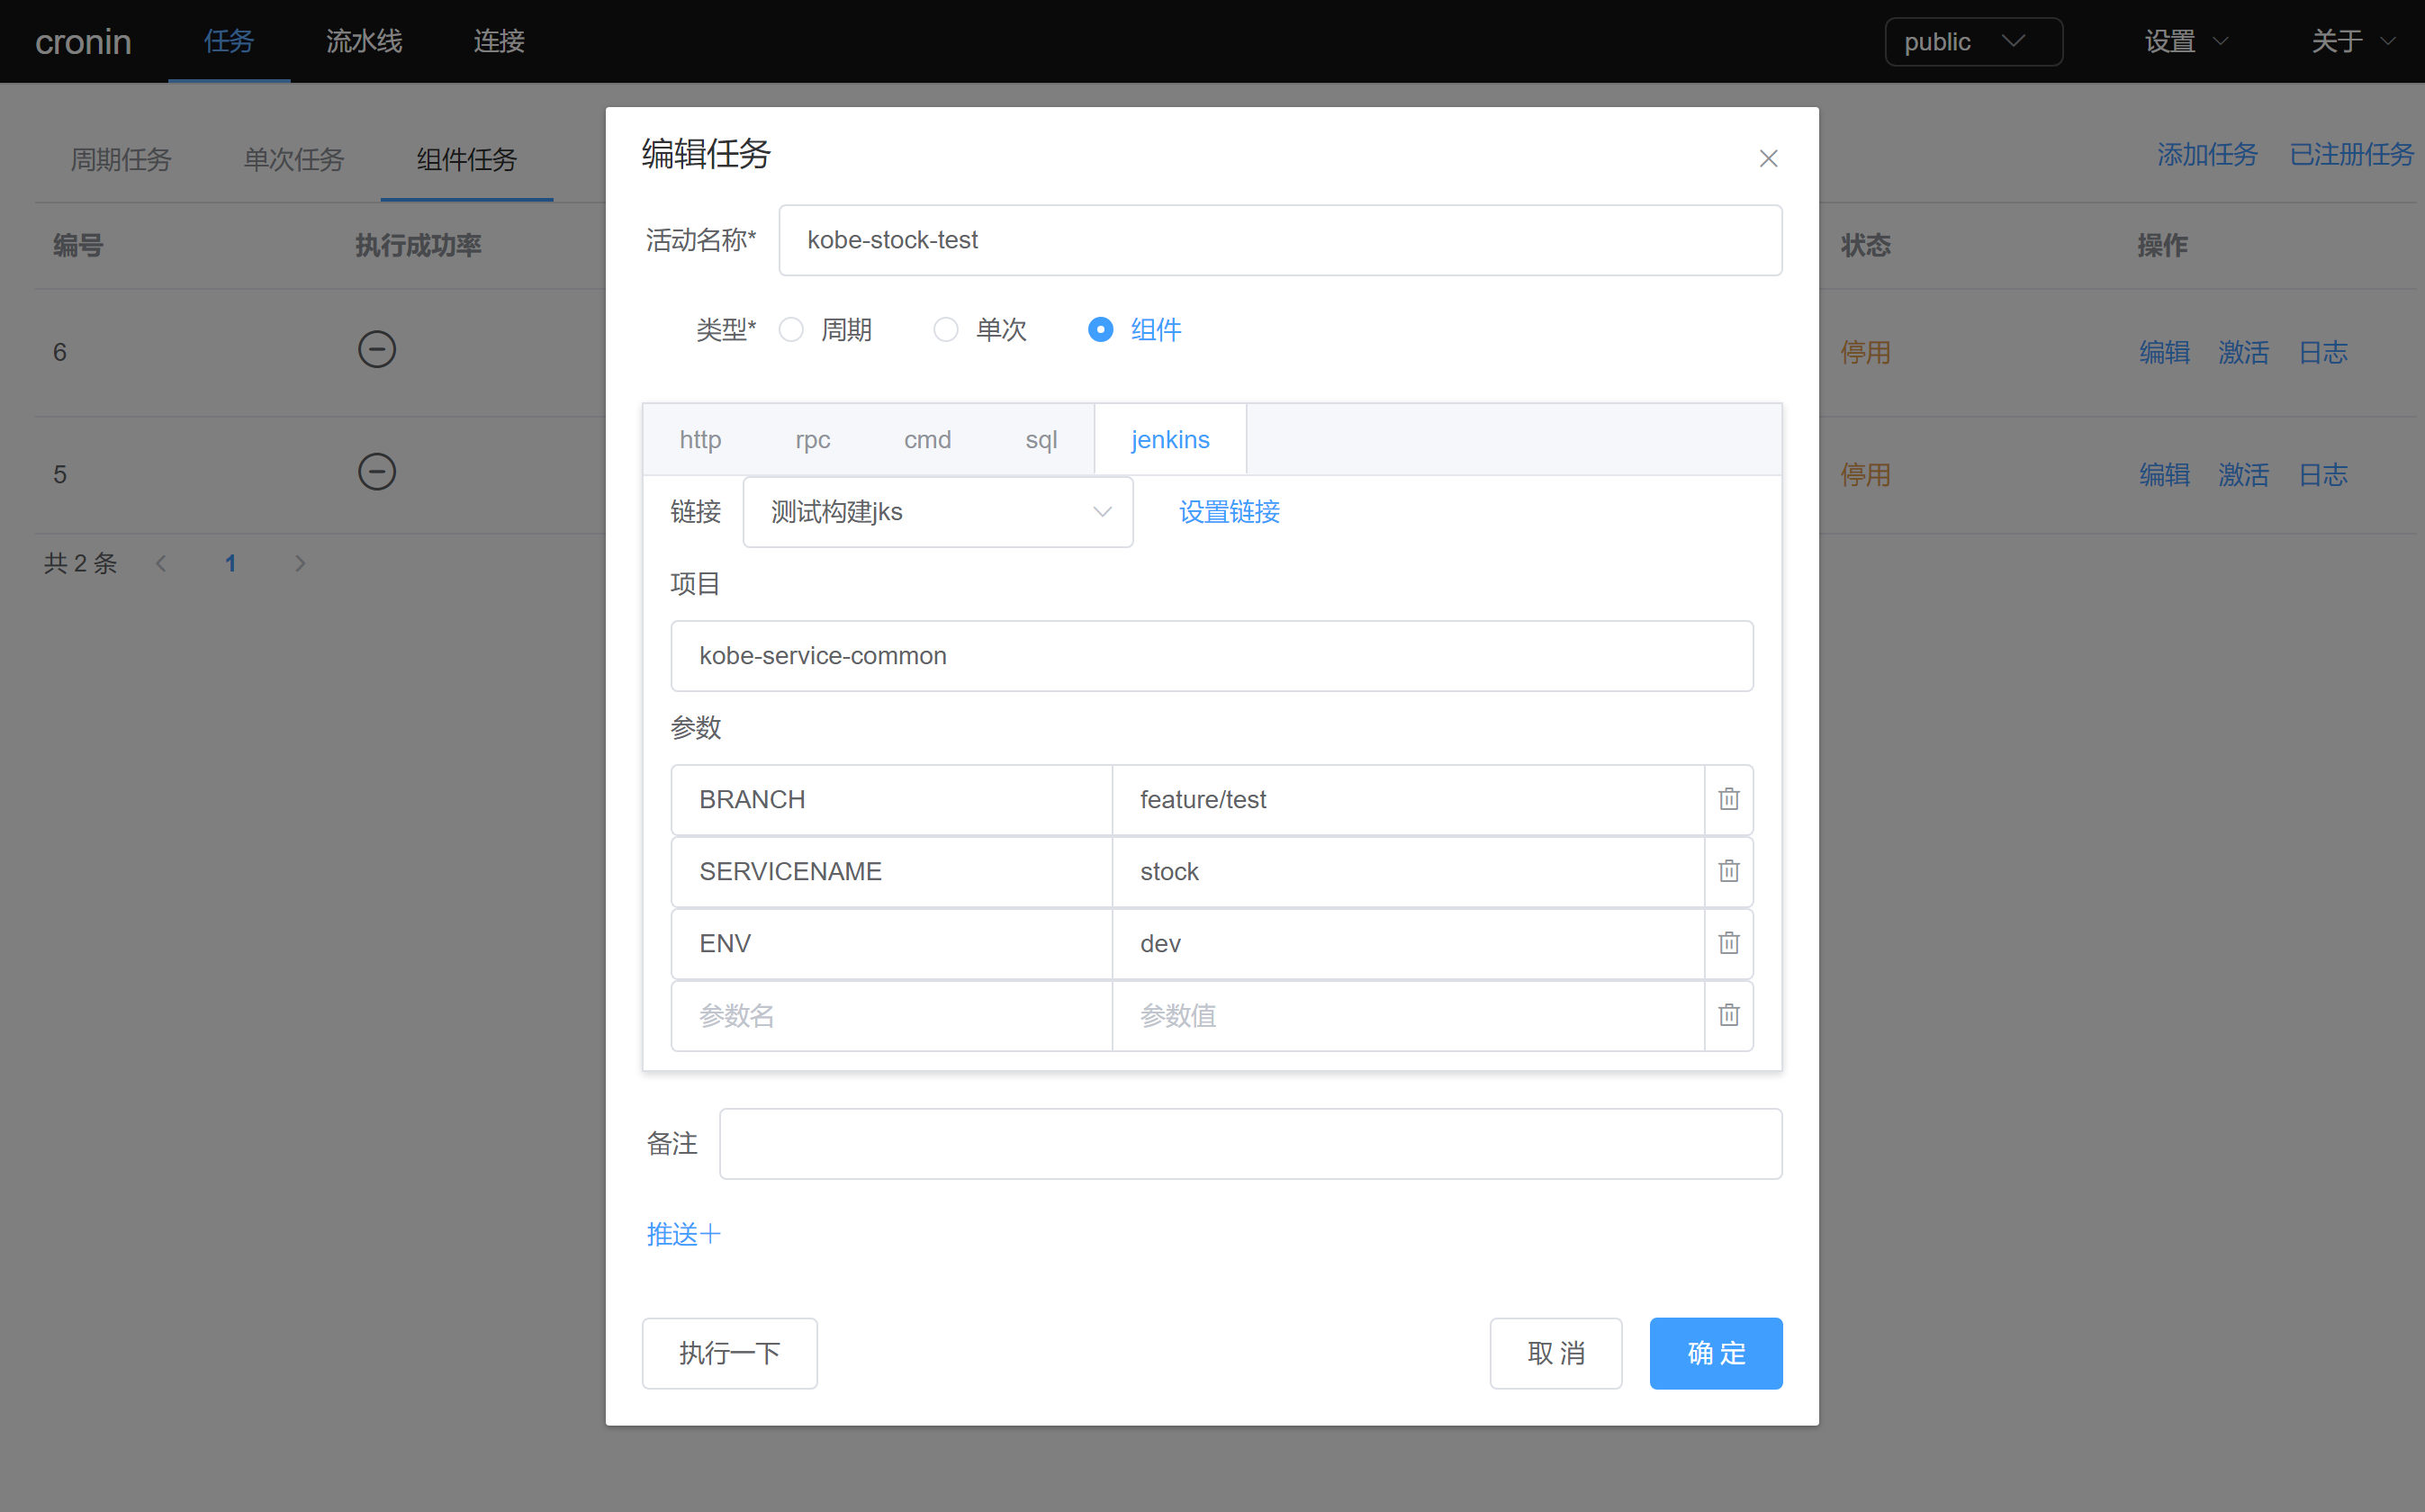 cronin 任务 流水线 连接 public 设置 关于
周期任务 单次任务 组件任务 添加任务 已注册任务
编号 执行成功率 状态 操作
6 停用 编辑 激活 日志
5 停用 编辑 激活 日志
共 2 条 1
编辑任务
活动名称* kobe-stock-test
类型* 周期 单次 组件
http rpc cmd sql jenkins
链接 测试构建jks 设置链接
项目
kobe-service-common
参数
BRANCH feature/test
SERVICENAME stock
ENV dev
参数名 参数值
备注
推送+
执行一下 取 消 确 定